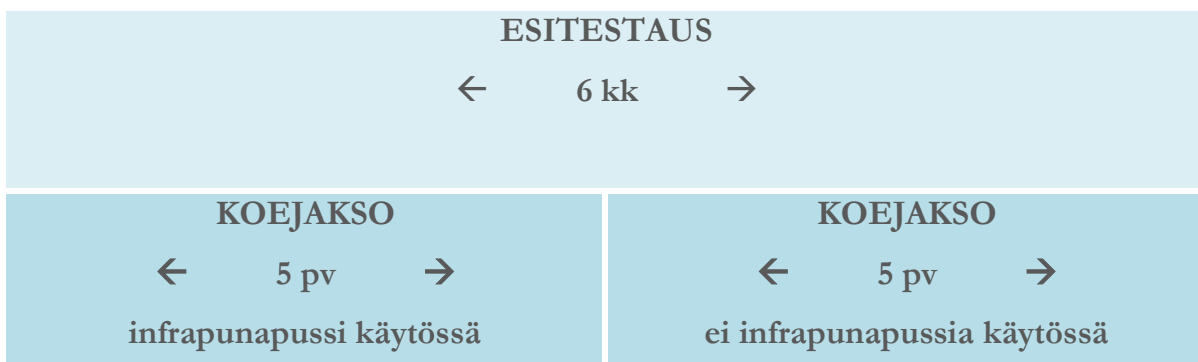 ESITESTAUS
← 6 kk →
KOEJAKSO
← 5 pv →
infrapunapussi käytössä
KOEJAKSO
← 5 pv →
ei infrapunapussia käytössä